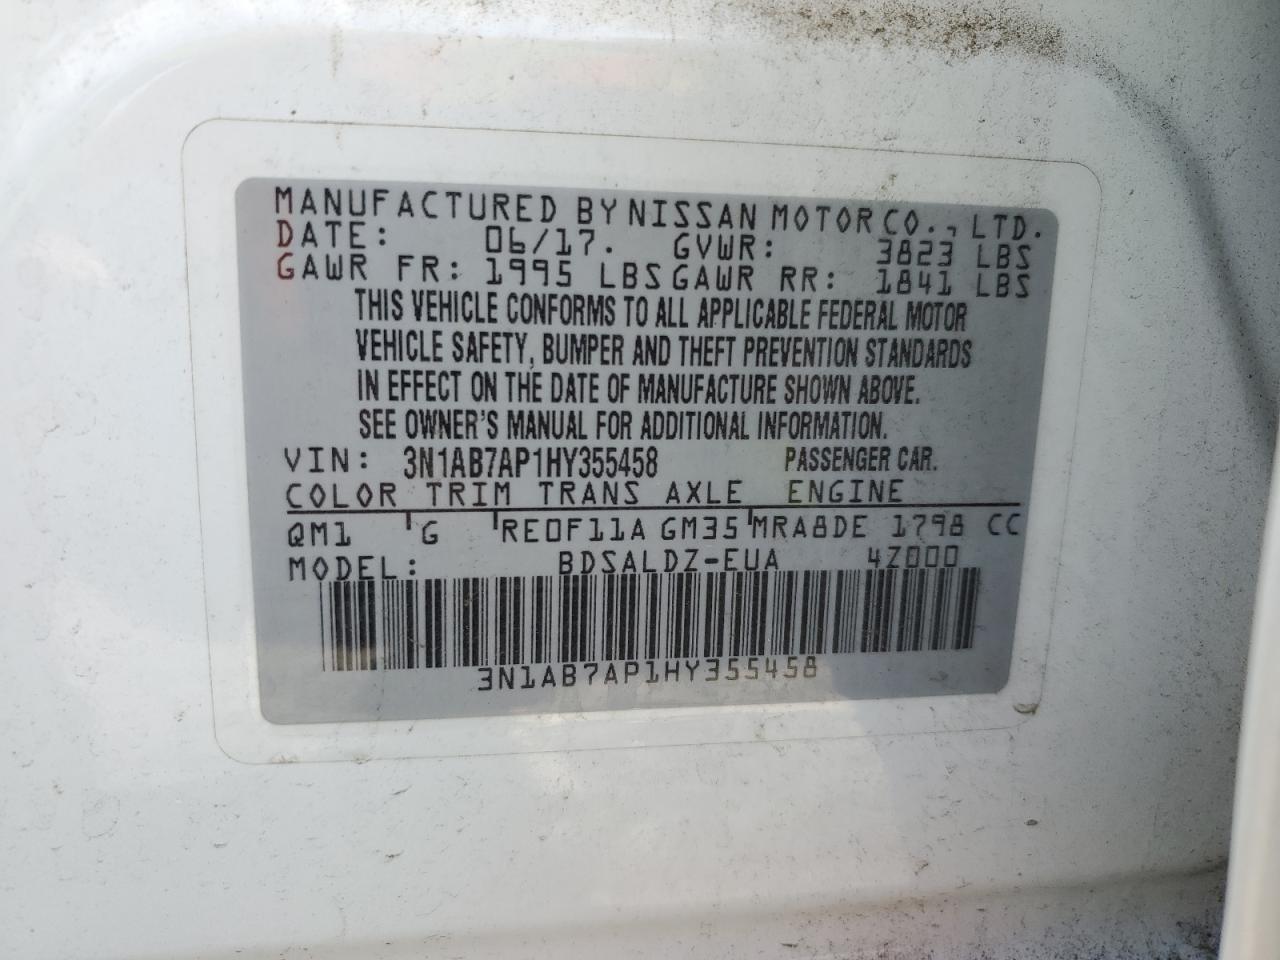 MANUFACTURED BY NISSAN MOTOR CO., LTD.
DATE: 06/17. GVWR: 3823 LBS
GAWR FR: 1995 LBS GAWR RR: 1841 LBS
THIS VEHICLE CONFORMS TO ALL APPLICABLE FEDERAL MOTOR
VEHICLE SAFETY, BUMPER AND THEFT PREVENTION STANDARDS
IN EFFECT ON THE DATE OF MANUFACTURE SHOWN ABOVE.
SEE OWNER'S MANUAL FOR ADDITIONAL INFORMATION.
VIN: 3N1AB7AP1HY355458 PASSENGER CAR.
COLOR TRIM TRANS AXLE ENGINE
QM1 G RE0F11A GM35 MRA8DE 1798 CC
MODEL: BDSALDZ-EUA 4Z000
3N1AB7AP1HY355458